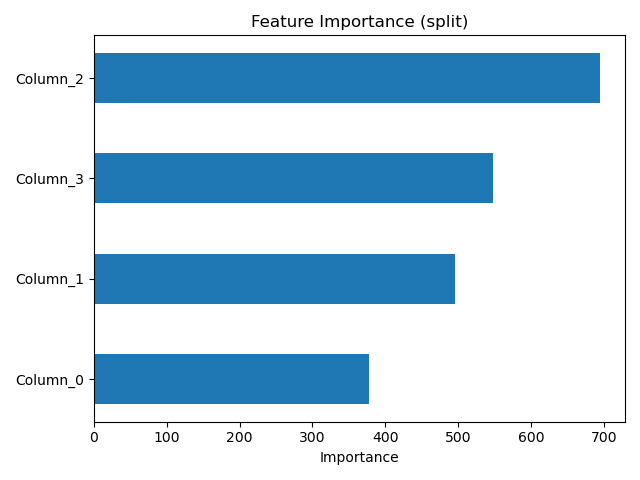 Feature Importance (split)
Column_2
Column_3
Column_1
Column_0
0 100 200 300 400 500 600 700
Importance